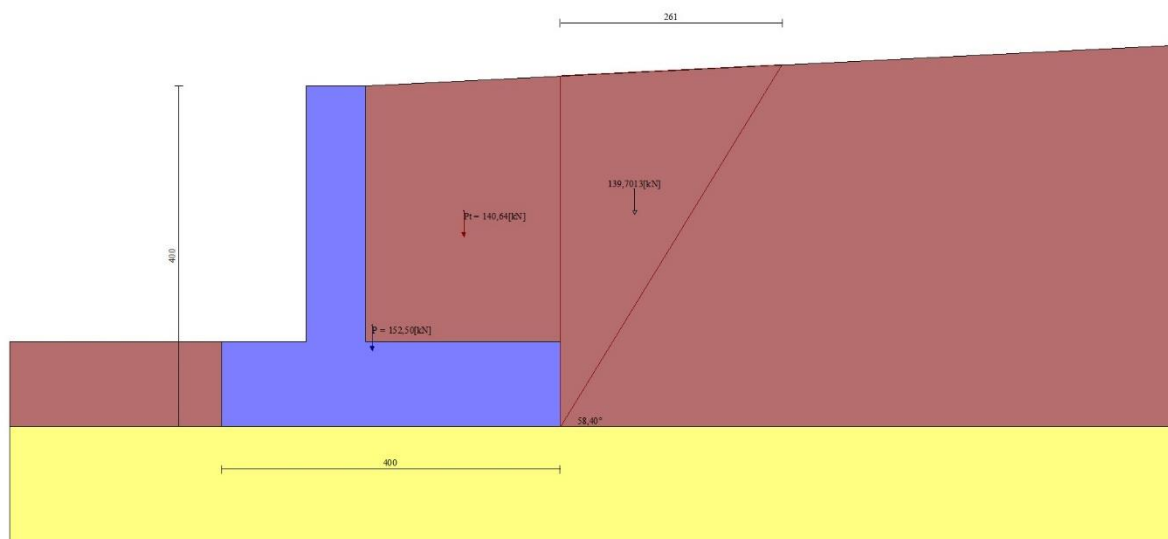 261
139,7013[kN]
Pt = 140,64[kN]
400
P = 152,50[kN]
58,40°
400